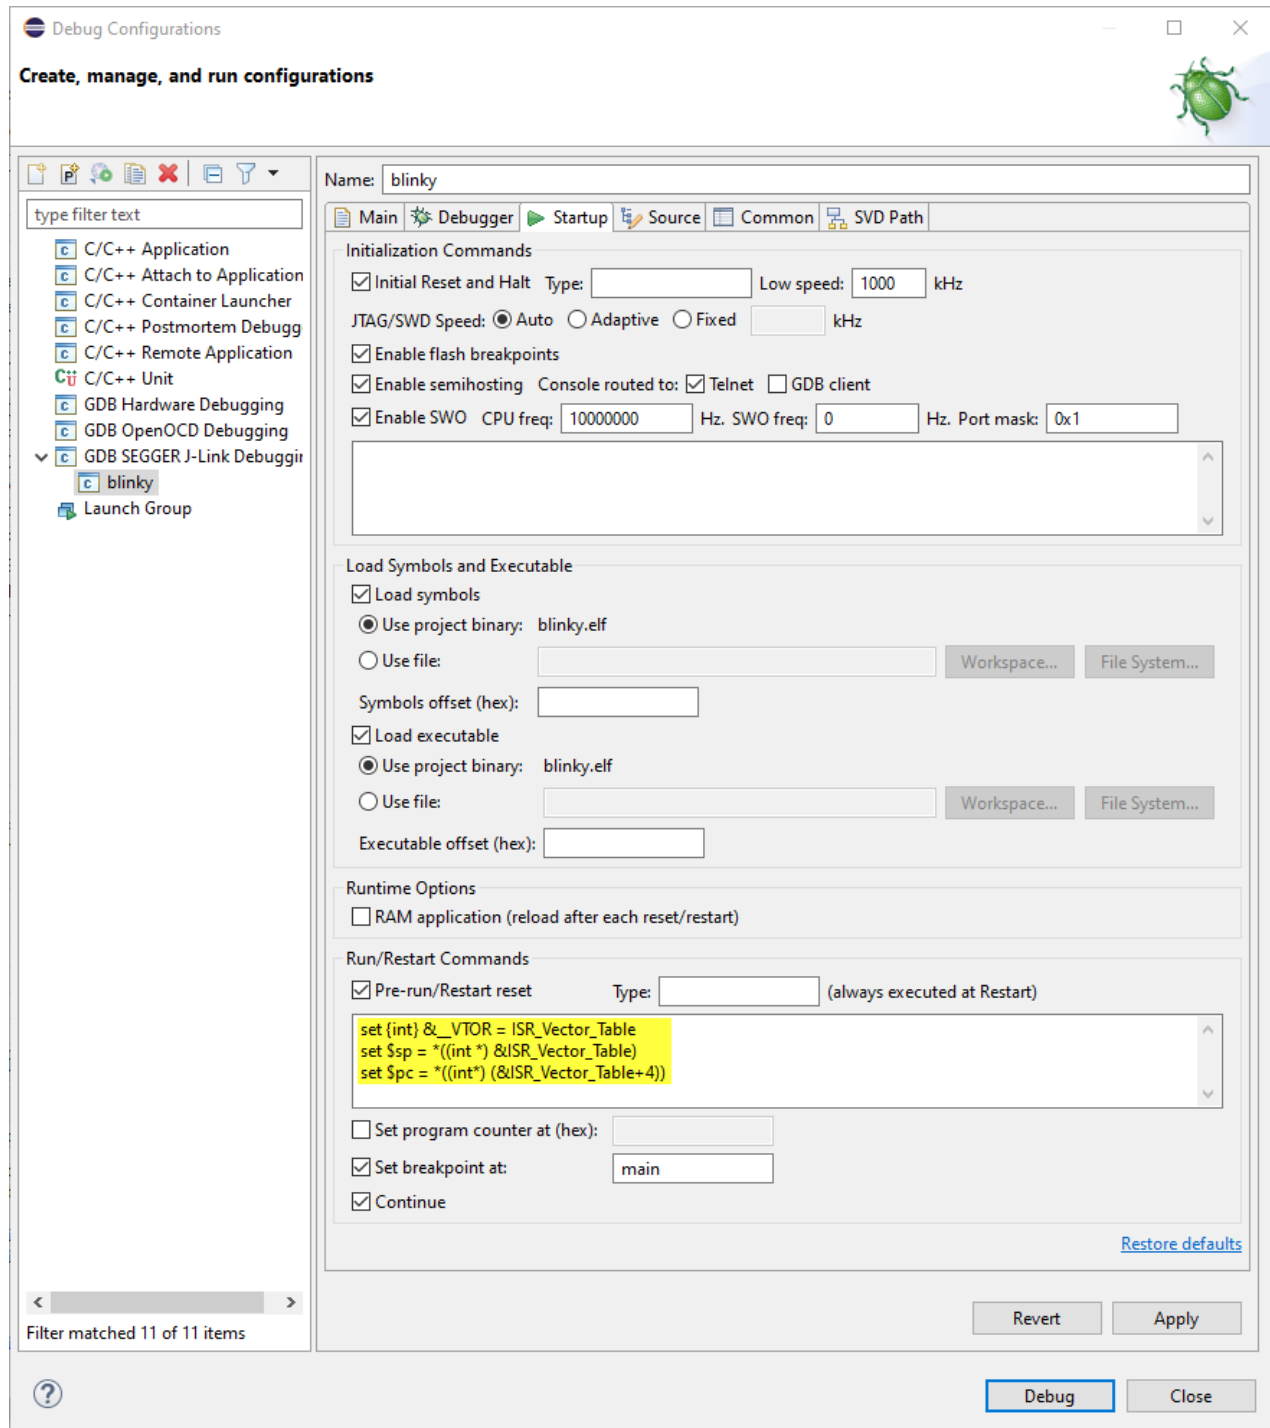 Debug Configurations
Create, manage, and run configurations
type filter text
C/C++ Application
C/C++ Attach to Application
C/C++ Container Launcher
C/C++ Postmortem Debugg
C/C++ Remote Application
C/C++ Unit
GDB Hardware Debugging
GDB OpenOCD Debugging
GDB SEGGER J-Link Debuggin
blinky
Launch Group
Filter matched 11 of 11 items
Name: blinky
Main Debugger Startup Source Common SVD Path
Initialization Commands
Initial Reset and Halt Type: Low speed: 1000 kHz
JTAG/SWD Speed: Auto Adaptive Fixed kHz
Enable flash breakpoints
Enable semihosting Console routed to: Telnet GDB client
Enable SWO CPU freq: 10000000 Hz. SWO freq: 0 Hz. Port mask: 0x1
Load Symbols and Executable
Load symbols
Use project binary: blinky.elf
Use file: Workspace... File System...
Symbols offset (hex):
Load executable
Use project binary: blinky.elf
Use file: Workspace... File System...
Executable offset (hex):
Runtime Options
RAM application (reload after each reset/restart)
Run/Restart Commands
Pre-run/Restart reset Type: (always executed at Restart)
set {int} &__VTOR = ISR_Vector_Table
set $sp = *((int *) &ISR_Vector_Table)
set $pc = *((int*) (&ISR_Vector_Table+4))
Set program counter at (hex):
Set breakpoint at: main
Continue
Restore defaults
Revert Apply
Debug Close